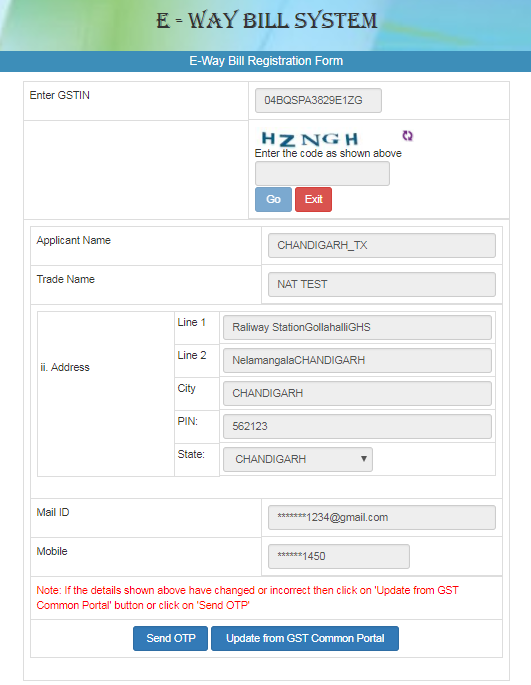 E - WAY BILL SYSTEM
E-Way Bill Registration Form
Enter GSTIN
04BQSPA3829E1ZG
HZNGH
Enter the code as shown above
Go Exit
Applicant Name
CHANDIGARH_TX
Trade Name
NAT TEST
ii. Address
Line 1
Raliway StationGollahalliGHS
Line 2
NelamangalaCHANDIGARH
City
CHANDIGARH
PIN:
562123
State:
CHANDIGARH
Mail ID
*******1234@gmail.com
Mobile
******1450
Note: If the details shown above have changed or incorrect then click on 'Update from GST
Common Portal' button or click on 'Send OTP'
Send OTP Update from GST Common Portal